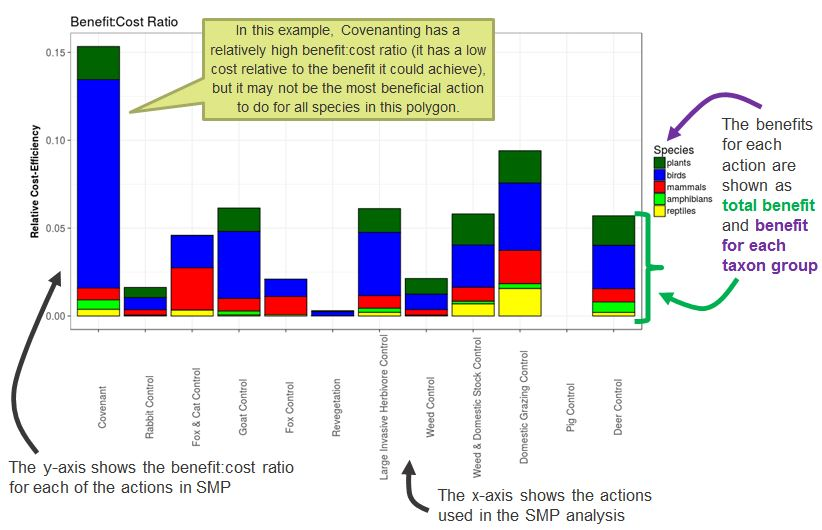 Benefit:Cost Ratio
In this example, Covenanting has a
relatively high benefit:cost ratio (it has a low
cost relative to the benefit it could achieve),
but it may not be the most beneficial action
to do for all species in this polygon.
Relative Cost-Efficiency
0.15
0.10
0.05
0.00
Species
plants
birds
mammals
amphibians
reptiles
The benefits
for each
action are
shown as
total benefit
and benefit
for each
taxon group
Covenant
Rabbit Control
Fox & Cat Control
Goat Control
Fox Control
Revegetation
Large Invasive Herbivore Control
Weed Control
Weed & Domestic Stock Control
Domestic Grazing Control
Pig Control
Deer Control
The y-axis shows the benefit:cost ratio
for each of the actions in SMP
The x-axis shows the actions
used in the SMP analysis